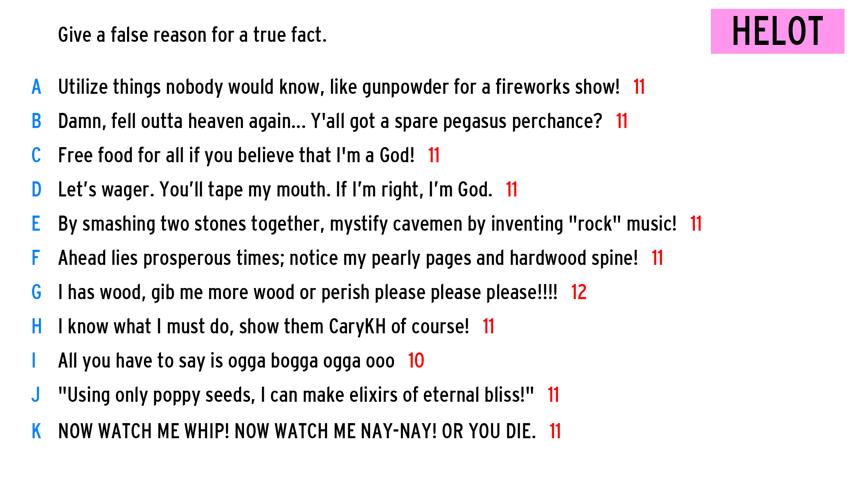 Give a false reason for a true fact.
HELOT
A Utilize things nobody would know, like gunpowder for a fireworks show! 11
B Damn, fell outta heaven again... Y'all got a spare pegasus perchance? 11
C Free food for all if you believe that I'm a God! 11
D Let’s wager. You’ll tape my mouth. If I’m right, I’m God. 11
E By smashing two stones together, mystify cavemen by inventing "rock" music! 11
F Ahead lies prosperous times; notice my pearly pages and hardwood spine! 11
G I has wood, gib me more wood or perish please please please!!!! 12
H I know what I must do, show them CaryKH of course! 11
I All you have to say is ogga bogga ogga ooo 10
J "Using only poppy seeds, I can make elixirs of eternal bliss!" 11
K NOW WATCH ME WHIP! NOW WATCH ME NAY-NAY! OR YOU DIE. 11